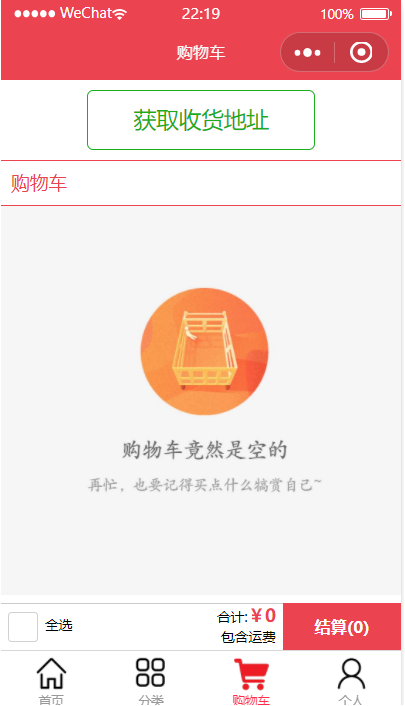 WeChat 22:19 100%
购物车
获取收货地址
购物车
购物车竟然是空的
再忙，也要记得买点什么犒赏自己~
全选 合计: ¥ 0 结算(0)
包含运费
首页 分类 购物车 个人